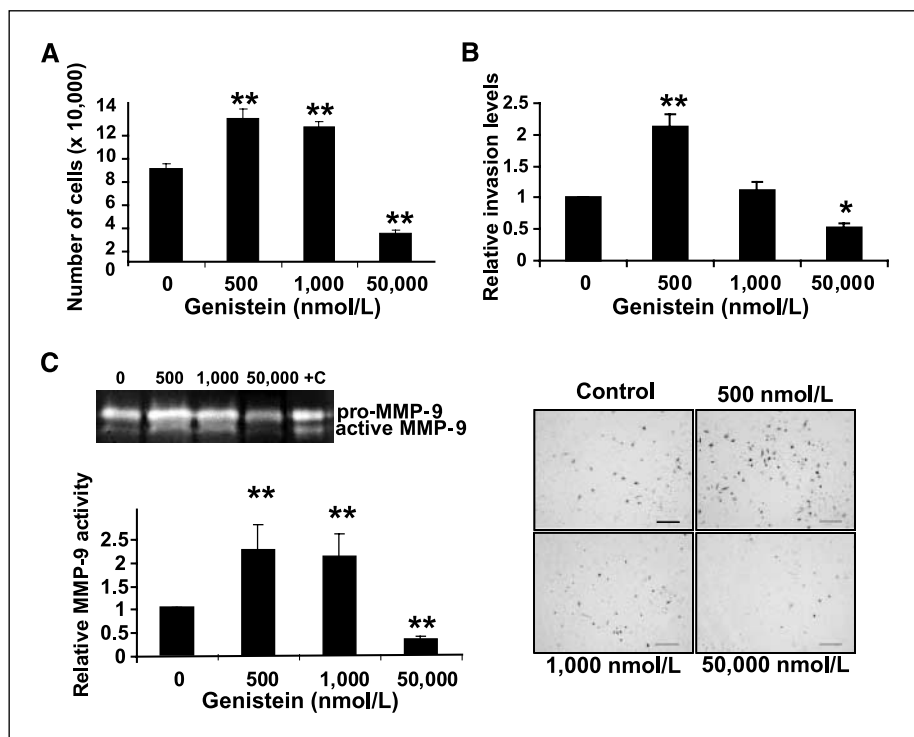 A
Number of cells (x 10,000)
14
12
10
8
6
4
2
0
**
**
**
0 500 1,000 50,000
Genistein (nmol/L)
B
Relative invasion levels
2.5
2
1.5
1
0.5
0
**
*
0 500 1,000 50,000
Genistein (nmol/L)
C
0 500 1,000 50,000 +C
pro-MMP-9
active MMP-9
Relative MMP-9 activity
2.5
2
1.5
1
0.5
0
**
**
**
0 500 1,000 50,000
Genistein (nmol/L)
Control 500 nmol/L
1,000 nmol/L 50,000 nmol/L